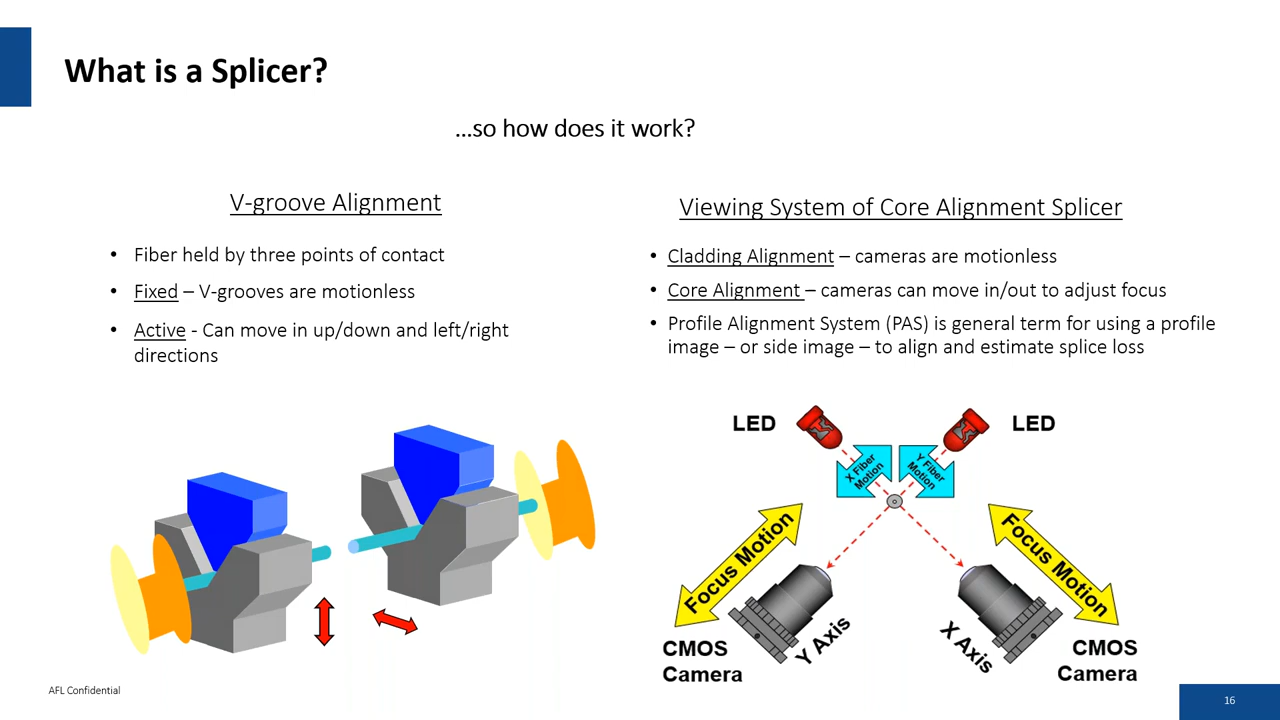 What is a Splicer?
...so how does it work?
V-groove Alignment
• Fiber held by three points of contact
• Fixed – V-grooves are motionless
• Active - Can move in up/down and left/right
directions
Viewing System of Core Alignment Splicer
• Cladding Alignment – cameras are motionless
• Core Alignment – cameras can move in/out to adjust focus
• Profile Alignment System (PAS) is general term for using a profile
image – or side image – to align and estimate splice loss
LED
LED
X Fiber
Motion
Y Fiber
Motion
Focus Motion
Focus Motion
Y Axis
X Axis
CMOS
Camera
CMOS
Camera
AFL Confidential
16